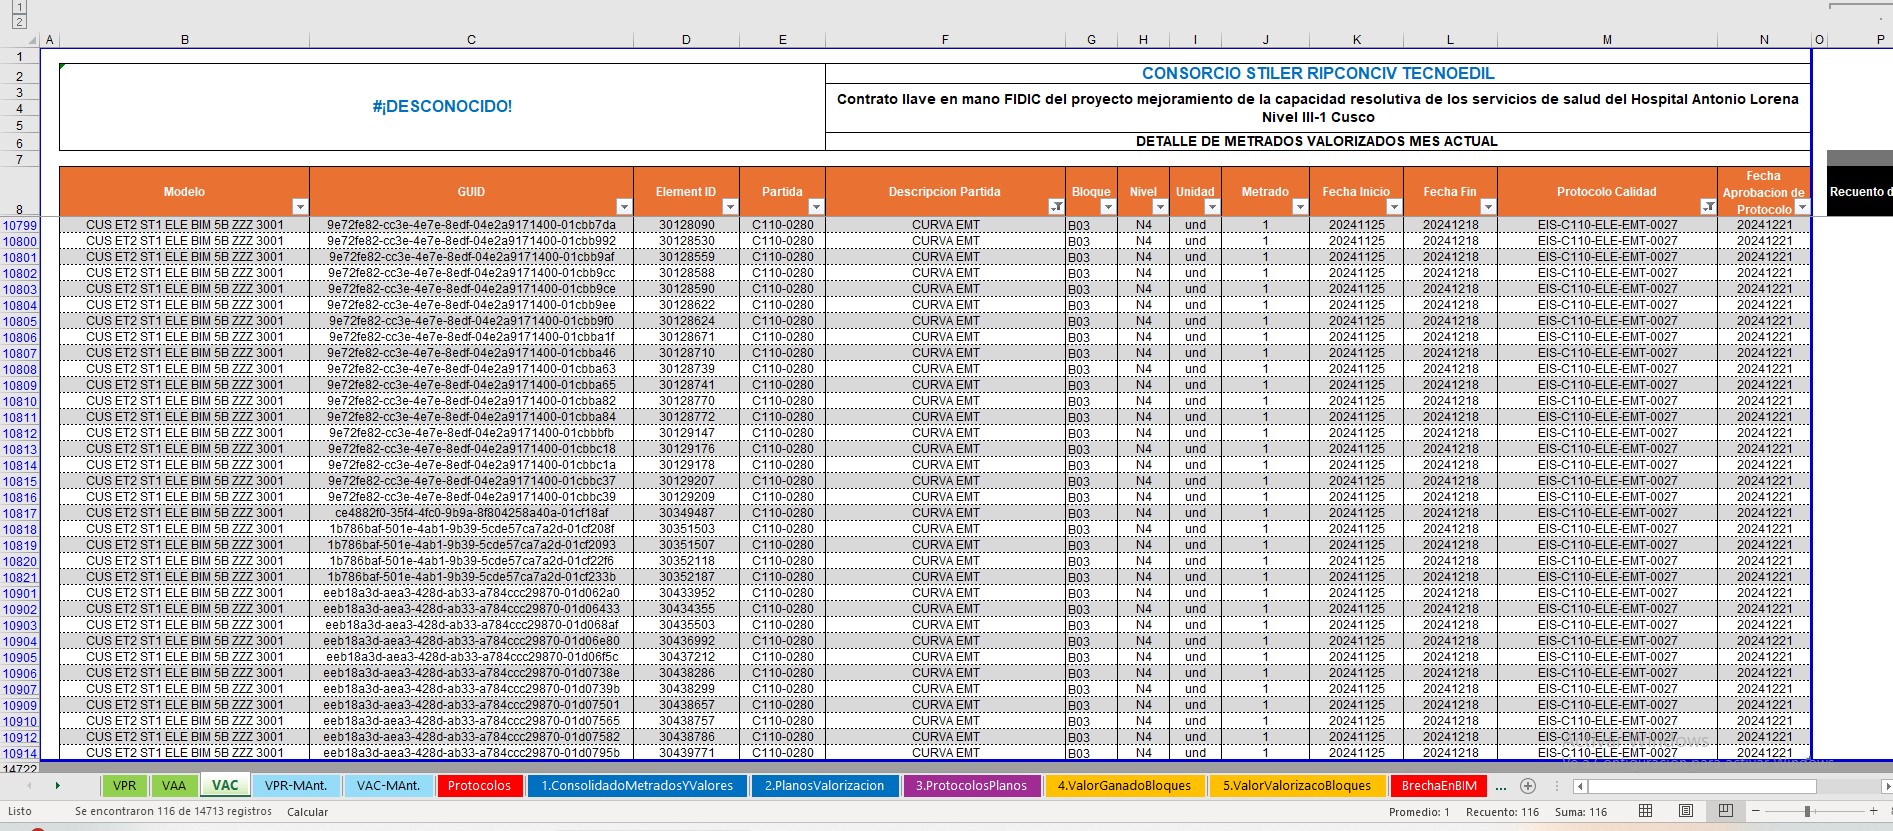 1
2
A B C D E F G H I J K L M N O P
1
2 CONSORCIO STILER RIPCONCIV TECNOEDIL
3
4 #¡DESCONOCIDO! Contrato llave en mano FIDIC del proyecto mejoramiento de la capacidad resolutiva de los servicios de salud del Hospital Antonio Lorena
5 Nivel III-1 Cusco
6 DETALLE DE METRADOS VALORIZADOS MES ACTUAL
7
8 Modelo GUID Element ID Partida Descripcion Partida Bloque Nivel Unidad Metrado Fecha Inicio Fecha Fin Protocolo Calidad Fecha Aprobacion de Protocolo Recuento d
10799 CUS ET2 ST1 ELE BIM 5B ZZZ 3001 9e72fe82-cc3e-4e7e-8edf-04e2a9171400-01cbb7da 30128090 C110-0280 CURVA EMT B03 N4 und 1 20241125 20241218 EIS-C110-ELE-EMT-0027 20241221
10800 CUS ET2 ST1 ELE BIM 5B ZZZ 3001 9e72fe82-cc3e-4e7e-8edf-04e2a9171400-01cbb992 30128530 C110-0280 CURVA EMT B03 N4 und 1 20241125 20241218 EIS-C110-ELE-EMT-0027 20241221
10801 CUS ET2 ST1 ELE BIM 5B ZZZ 3001 9e72fe82-cc3e-4e7e-8edf-04e2a9171400-01cbb9af 30128559 C110-0280 CURVA EMT B03 N4 und 1 20241125 20241218 EIS-C110-ELE-EMT-0027 20241221
10802 CUS ET2 ST1 ELE BIM 5B ZZZ 3001 9e72fe82-cc3e-4e7e-8edf-04e2a9171400-01cbb9cc 30128588 C110-0280 CURVA EMT B03 N4 und 1 20241125 20241218 EIS-C110-ELE-EMT-0027 20241221
10803 CUS ET2 ST1 ELE BIM 5B ZZZ 3001 9e72fe82-cc3e-4e7e-8edf-04e2a9171400-01cbb9ce 30128590 C110-0280 CURVA EMT B03 N4 und 1 20241125 20241218 EIS-C110-ELE-EMT-0027 20241221
10804 CUS ET2 ST1 ELE BIM 5B ZZZ 3001 9e72fe82-cc3e-4e7e-8edf-04e2a9171400-01cbb9ee 30128622 C110-0280 CURVA EMT B03 N4 und 1 20241125 20241218 EIS-C110-ELE-EMT-0027 20241221
10805 CUS ET2 ST1 ELE BIM 5B ZZZ 3001 9e72fe82-cc3e-4e7e-8edf-04e2a9171400-01cbb9f0 30128624 C110-0280 CURVA EMT B03 N4 und 1 20241125 20241218 EIS-C110-ELE-EMT-0027 20241221
10806 CUS ET2 ST1 ELE BIM 5B ZZZ 3001 9e72fe82-cc3e-4e7e-8edf-04e2a9171400-01cbba1f 30128671 C110-0280 CURVA EMT B03 N4 und 1 20241125 20241218 EIS-C110-ELE-EMT-0027 20241221
10807 CUS ET2 ST1 ELE BIM 5B ZZZ 3001 9e72fe82-cc3e-4e7e-8edf-04e2a9171400-01cbba46 30128710 C110-0280 CURVA EMT B03 N4 und 1 20241125 20241218 EIS-C110-ELE-EMT-0027 20241221
10808 CUS ET2 ST1 ELE BIM 5B ZZZ 3001 9e72fe82-cc3e-4e7e-8edf-04e2a9171400-01cbba63 30128739 C110-0280 CURVA EMT B03 N4 und 1 20241125 20241218 EIS-C110-ELE-EMT-0027 20241221
10809 CUS ET2 ST1 ELE BIM 5B ZZZ 3001 9e72fe82-cc3e-4e7e-8edf-04e2a9171400-01cbba65 30128741 C110-0280 CURVA EMT B03 N4 und 1 20241125 20241218 EIS-C110-ELE-EMT-0027 20241221
10810 CUS ET2 ST1 ELE BIM 5B ZZZ 3001 9e72fe82-cc3e-4e7e-8edf-04e2a9171400-01cbba82 30128770 C110-0280 CURVA EMT B03 N4 und 1 20241125 20241218 EIS-C110-ELE-EMT-0027 20241221
10811 CUS ET2 ST1 ELE BIM 5B ZZZ 3001 9e72fe82-cc3e-4e7e-8edf-04e2a9171400-01cbba84 30128772 C110-0280 CURVA EMT B03 N4 und 1 20241125 20241218 EIS-C110-ELE-EMT-0027 20241221
10812 CUS ET2 ST1 ELE BIM 5B ZZZ 3001 9e72fe82-cc3e-4e7e-8edf-04e2a9171400-01cbbbfb 30129147 C110-0280 CURVA EMT B03 N4 und 1 20241125 20241218 EIS-C110-ELE-EMT-0027 20241221
10813 CUS ET2 ST1 ELE BIM 5B ZZZ 3001 9e72fe82-cc3e-4e7e-8edf-04e2a9171400-01cbbc18 30129176 C110-0280 CURVA EMT B03 N4 und 1 20241125 20241218 EIS-C110-ELE-EMT-0027 20241221
10814 CUS ET2 ST1 ELE BIM 5B ZZZ 3001 9e72fe82-cc3e-4e7e-8edf-04e2a9171400-01cbbc1a 30129178 C110-0280 CURVA EMT B03 N4 und 1 20241125 20241218 EIS-C110-ELE-EMT-0027 20241221
10815 CUS ET2 ST1 ELE BIM 5B ZZZ 3001 9e72fe82-cc3e-4e7e-8edf-04e2a9171400-01cbbc37 30129207 C110-0280 CURVA EMT B03 N4 und 1 20241125 20241218 EIS-C110-ELE-EMT-0027 20241221
10816 CUS ET2 ST1 ELE BIM 5B ZZZ 3001 9e72fe82-cc3e-4e7e-8edf-04e2a9171400-01cbbc39 30129209 C110-0280 CURVA EMT B03 N4 und 1 20241125 20241218 EIS-C110-ELE-EMT-0027 20241221
10817 CUS ET2 ST1 ELE BIM 5B ZZZ 3001 ce4882f0-35f4-4fc0-9b9a-8f804258a40a-01cf18af 30349487 C110-0280 CURVA EMT B03 N4 und 1 20241125 20241218 EIS-C110-ELE-EMT-0027 20241221
10818 CUS ET2 ST1 ELE BIM 5B ZZZ 3001 1b786baf-501e-4ab1-9b39-5cde57ca7a2d-01cf208f 30351503 C110-0280 CURVA EMT B03 N4 und 1 20241125 20241218 EIS-C110-ELE-EMT-0027 20241221
10819 CUS ET2 ST1 ELE BIM 5B ZZZ 3001 1b786baf-501e-4ab1-9b39-5cde57ca7a2d-01cf2093 30351507 C110-0280 CURVA EMT B03 N4 und 1 20241125 20241218 EIS-C110-ELE-EMT-0027 20241221
10820 CUS ET2 ST1 ELE BIM 5B ZZZ 3001 1b786baf-501e-4ab1-9b39-5cde57ca7a2d-01cf22f6 30352118 C110-0280 CURVA EMT B03 N4 und 1 20241125 20241218 EIS-C110-ELE-EMT-0027 20241221
10821 CUS ET2 ST1 ELE BIM 5B ZZZ 3001 1b786baf-501e-4ab1-9b39-5cde57ca7a2d-01cf233b 30352187 C110-0280 CURVA EMT B03 N4 und 1 20241125 20241218 EIS-C110-ELE-EMT-0027 20241221
10901 CUS ET2 ST1 ELE BIM 5B ZZZ 3001 eeb18a3d-aea3-428d-ab33-a784ccc29870-01d062a0 30433952 C110-0280 CURVA EMT B03 N4 und 1 20241125 20241218 EIS-C110-ELE-EMT-0027 20241221
10902 CUS ET2 ST1 ELE BIM 5B ZZZ 3001 eeb18a3d-aea3-428d-ab33-a784ccc29870-01d06433 30434355 C110-0280 CURVA EMT B03 N4 und 1 20241125 20241218 EIS-C110-ELE-EMT-0027 20241221
10903 CUS ET2 ST1 ELE BIM 5B ZZZ 3001 eeb18a3d-aea3-428d-ab33-a784ccc29870-01d068af 30435503 C110-0280 CURVA EMT B03 N4 und 1 20241125 20241218 EIS-C110-ELE-EMT-0027 20241221
10904 CUS ET2 ST1 ELE BIM 5B ZZZ 3001 eeb18a3d-aea3-428d-ab33-a784ccc29870-01d06e80 30436992 C110-0280 CURVA EMT B03 N4 und 1 20241125 20241218 EIS-C110-ELE-EMT-0027 20241221
10905 CUS ET2 ST1 ELE BIM 5B ZZZ 3001 eeb18a3d-aea3-428d-ab33-a784ccc29870-01d06f5c 30437212 C110-0280 CURVA EMT B03 N4 und 1 20241125 20241218 EIS-C110-ELE-EMT-0027 20241221
10906 CUS ET2 ST1 ELE BIM 5B ZZZ 3001 eeb18a3d-aea3-428d-ab33-a784ccc29870-01d0738e 30438286 C110-0280 CURVA EMT B03 N4 und 1 20241125 20241218 EIS-C110-ELE-EMT-0027 20241221
10907 CUS ET2 ST1 ELE BIM 5B ZZZ 3001 eeb18a3d-aea3-428d-ab33-a784ccc29870-01d0739b 30438299 C110-0280 CURVA EMT B03 N4 und 1 20241125 20241218 EIS-C110-ELE-EMT-0027 20241221
10909 CUS ET2 ST1 ELE BIM 5B ZZZ 3001 eeb18a3d-aea3-428d-ab33-a784ccc29870-01d07501 30438657 C110-0280 CURVA EMT B03 N4 und 1 20241125 20241218 EIS-C110-ELE-EMT-0027 20241221
10910 CUS ET2 ST1 ELE BIM 5B ZZZ 3001 eeb18a3d-aea3-428d-ab33-a784ccc29870-01d07565 30438757 C110-0280 CURVA EMT B03 N4 und 1 20241125 20241218 EIS-C110-ELE-EMT-0027 20241221
10912 CUS ET2 ST1 ELE BIM 5B ZZZ 3001 eeb18a3d-aea3-428d-ab33-a784ccc29870-01d07582 30438786 C110-0280 CURVA EMT B03 N4 und 1 20241125 20241218 EIS-C110-ELE-EMT-0027 20241221
10914 CUS ET2 ST1 ELE BIM 5B ZZZ 3001 eeb18a3d-aea3-428d-ab33-a784ccc29870-01d0795b 30439771 C110-0280 CURVA EMT B03 N4 und 1 20241125 20241218 EIS-C110-ELE-EMT-0027 20241221
14722
VPR VAA VAC VPR-MAnt. VAC-MAnt. Protocolos 1.ConsolidadoMetradosYValores 2.PlanosValorizacion 3.ProtocolosPlanos 4.ValorGanadoBloques 5.ValorValorizacoBloques BrechaEnBIM ...
Listo Se encontraron 116 de 14713 registros Calcular Promedio: 1 Recuento: 116 Suma: 116